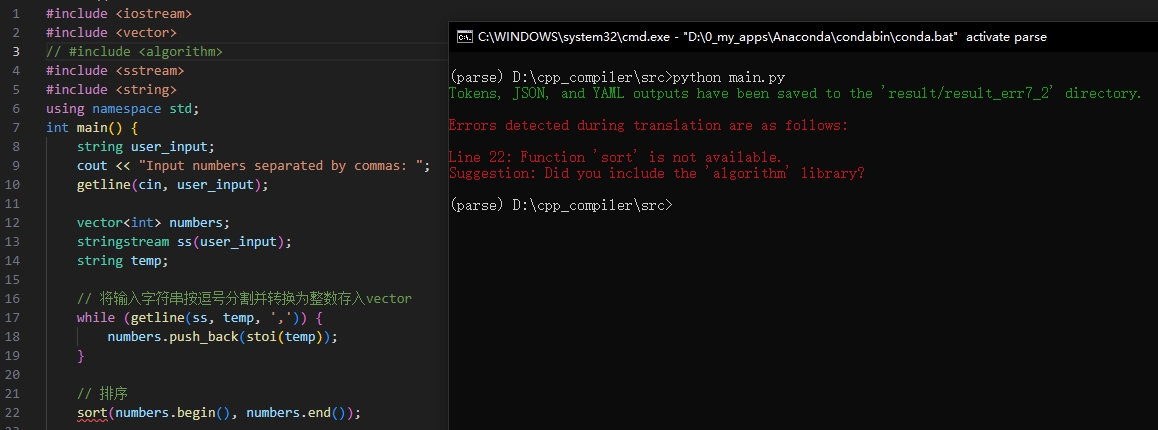 1 #include <iostream>
2 #include <vector>
3 // #include <algorithm>
4 #include <sstream>
5 #include <string>
6 using namespace std;
7 int main() {
8 string user_input;
9 cout << "Input numbers separated by commas: ";
10 getline(cin, user_input);
11
12 vector<int> numbers;
13 stringstream ss(user_input);
14 string temp;
15
16 // 将输入字符串按逗号分割并转换为整数存入vector
17 while (getline(ss, temp, ',')) {
18 numbers.push_back(stoi(temp));
19 }
20
21 // 排序
22 sort(numbers.begin(), numbers.end());
C:\WINDOWS\system32\cmd.exe - "D:\0_my_apps\Anaconda\condabin\conda.bat" activate parse
(parse) D:\cpp_compiler\src>python main.py
Tokens, JSON, and YAML outputs have been saved to the 'result/result_err7_2' directory.
Errors detected during translation are as follows:
Line 22: Function 'sort' is not available.
Suggestion: Did you include the 'algorithm' library?
(parse) D:\cpp_compiler\src>